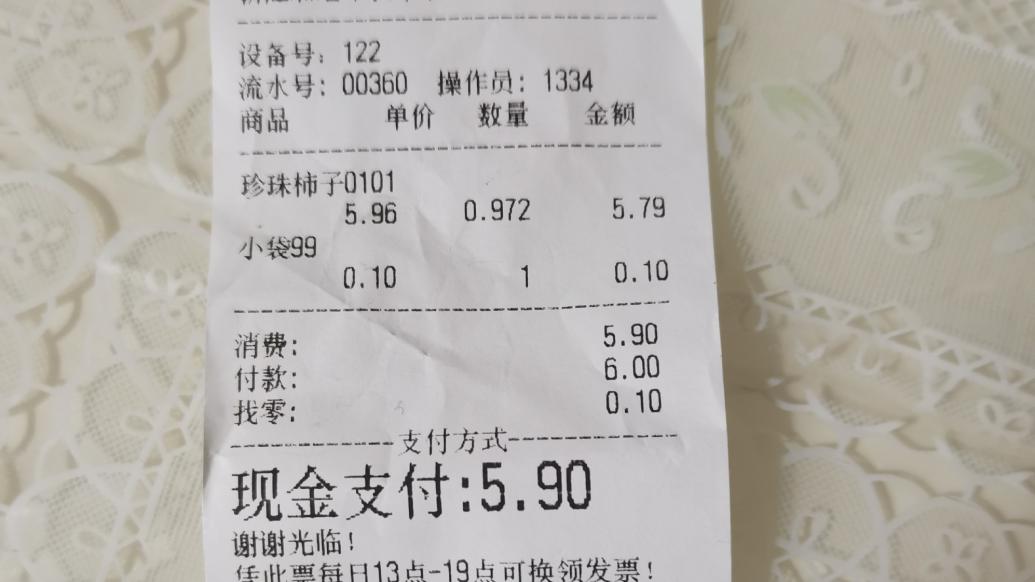 设备号: 122
流水号: 00360 操作员: 1334
商品 单价 数量 金额
珍珠柿子0101
5.96 0.972 5.79
小袋99
0.10 1 0.10
消费: 5.90
付款: 6.00
找零: 0.10
支付方式
现金支付:5.90
谢谢光临!
凭此票每日13点-19点可换领发票!